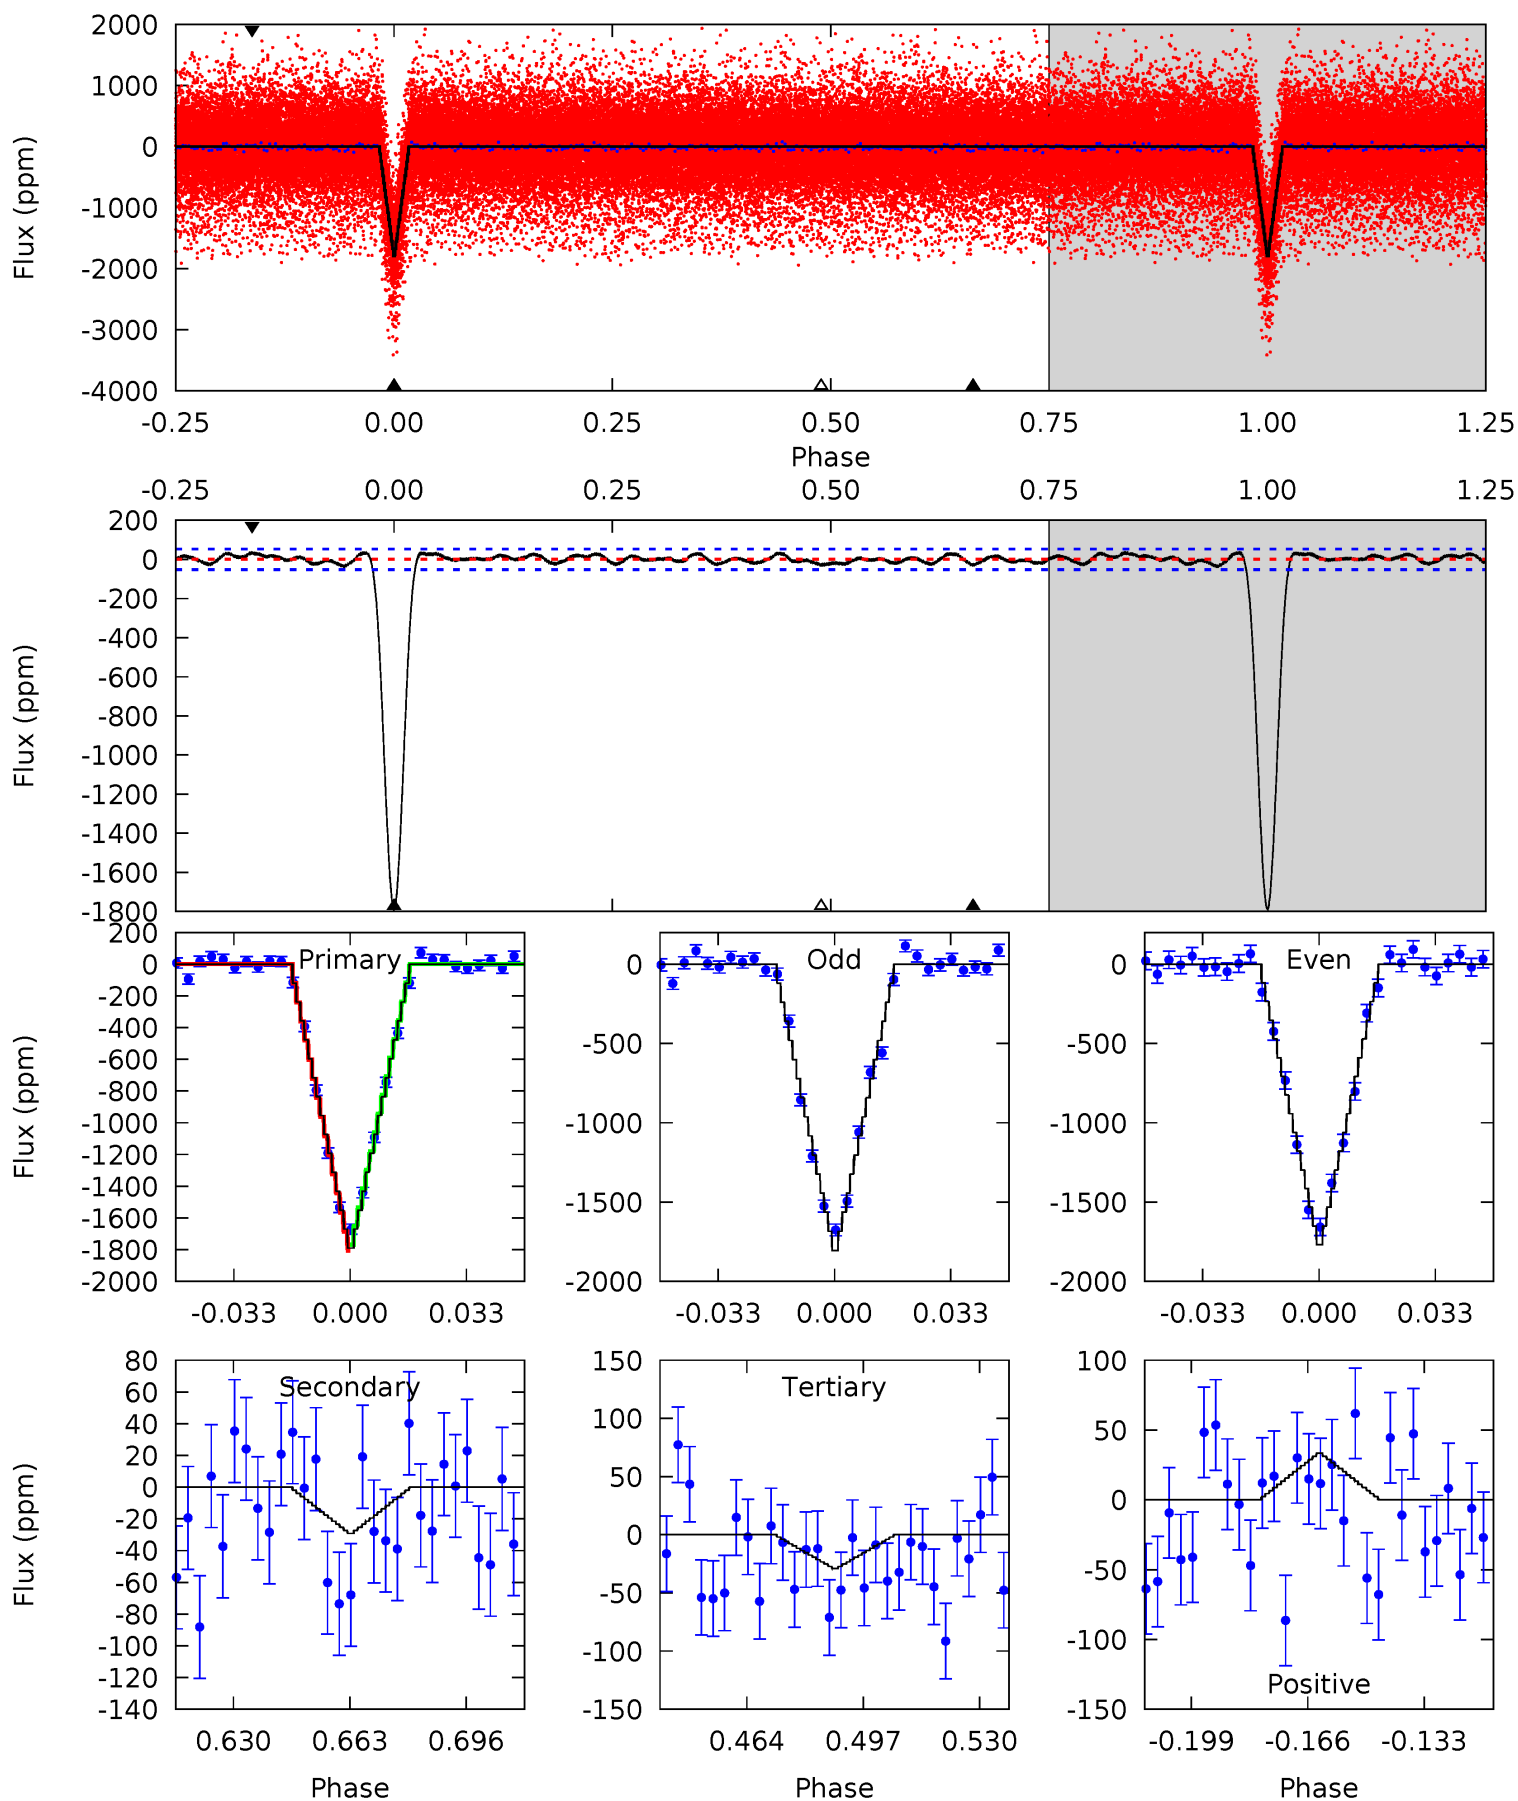 2000
1000
0
-1000
-2000
-3000
-4000
Flux (ppm)
-0.25 0.00 0.25 0.50 0.75 1.00 1.25
Phase
-0.25 0.00 0.25 0.50 0.75 1.00 1.25
200
0
-200
-400
-600
-800
-1000
-1200
-1400
-1600
-1800
Flux (ppm)
200
0
-200
-400
-600
-800
-1000
-1200
-1400
-1600
-1800
-2000
Flux (ppm)
Primary
-0.033 0.000 0.033
0
-500
-1000
-1500
-2000
Odd
-0.033 0.000 0.033
0
-500
-1000
-1500
-2000
Even
-0.033 0.000 0.033
80
60
40
20
0
-20
-40
-60
-80
-100
-120
-140
Flux (ppm)
Secondary
0.630 0.663 0.696
Phase
150
100
50
0
-50
-100
-150
Tertiary
0.464 0.497 0.530
Phase
100
50
0
-50
-100
-150
Positive
-0.199 -0.166 -0.133
Phase